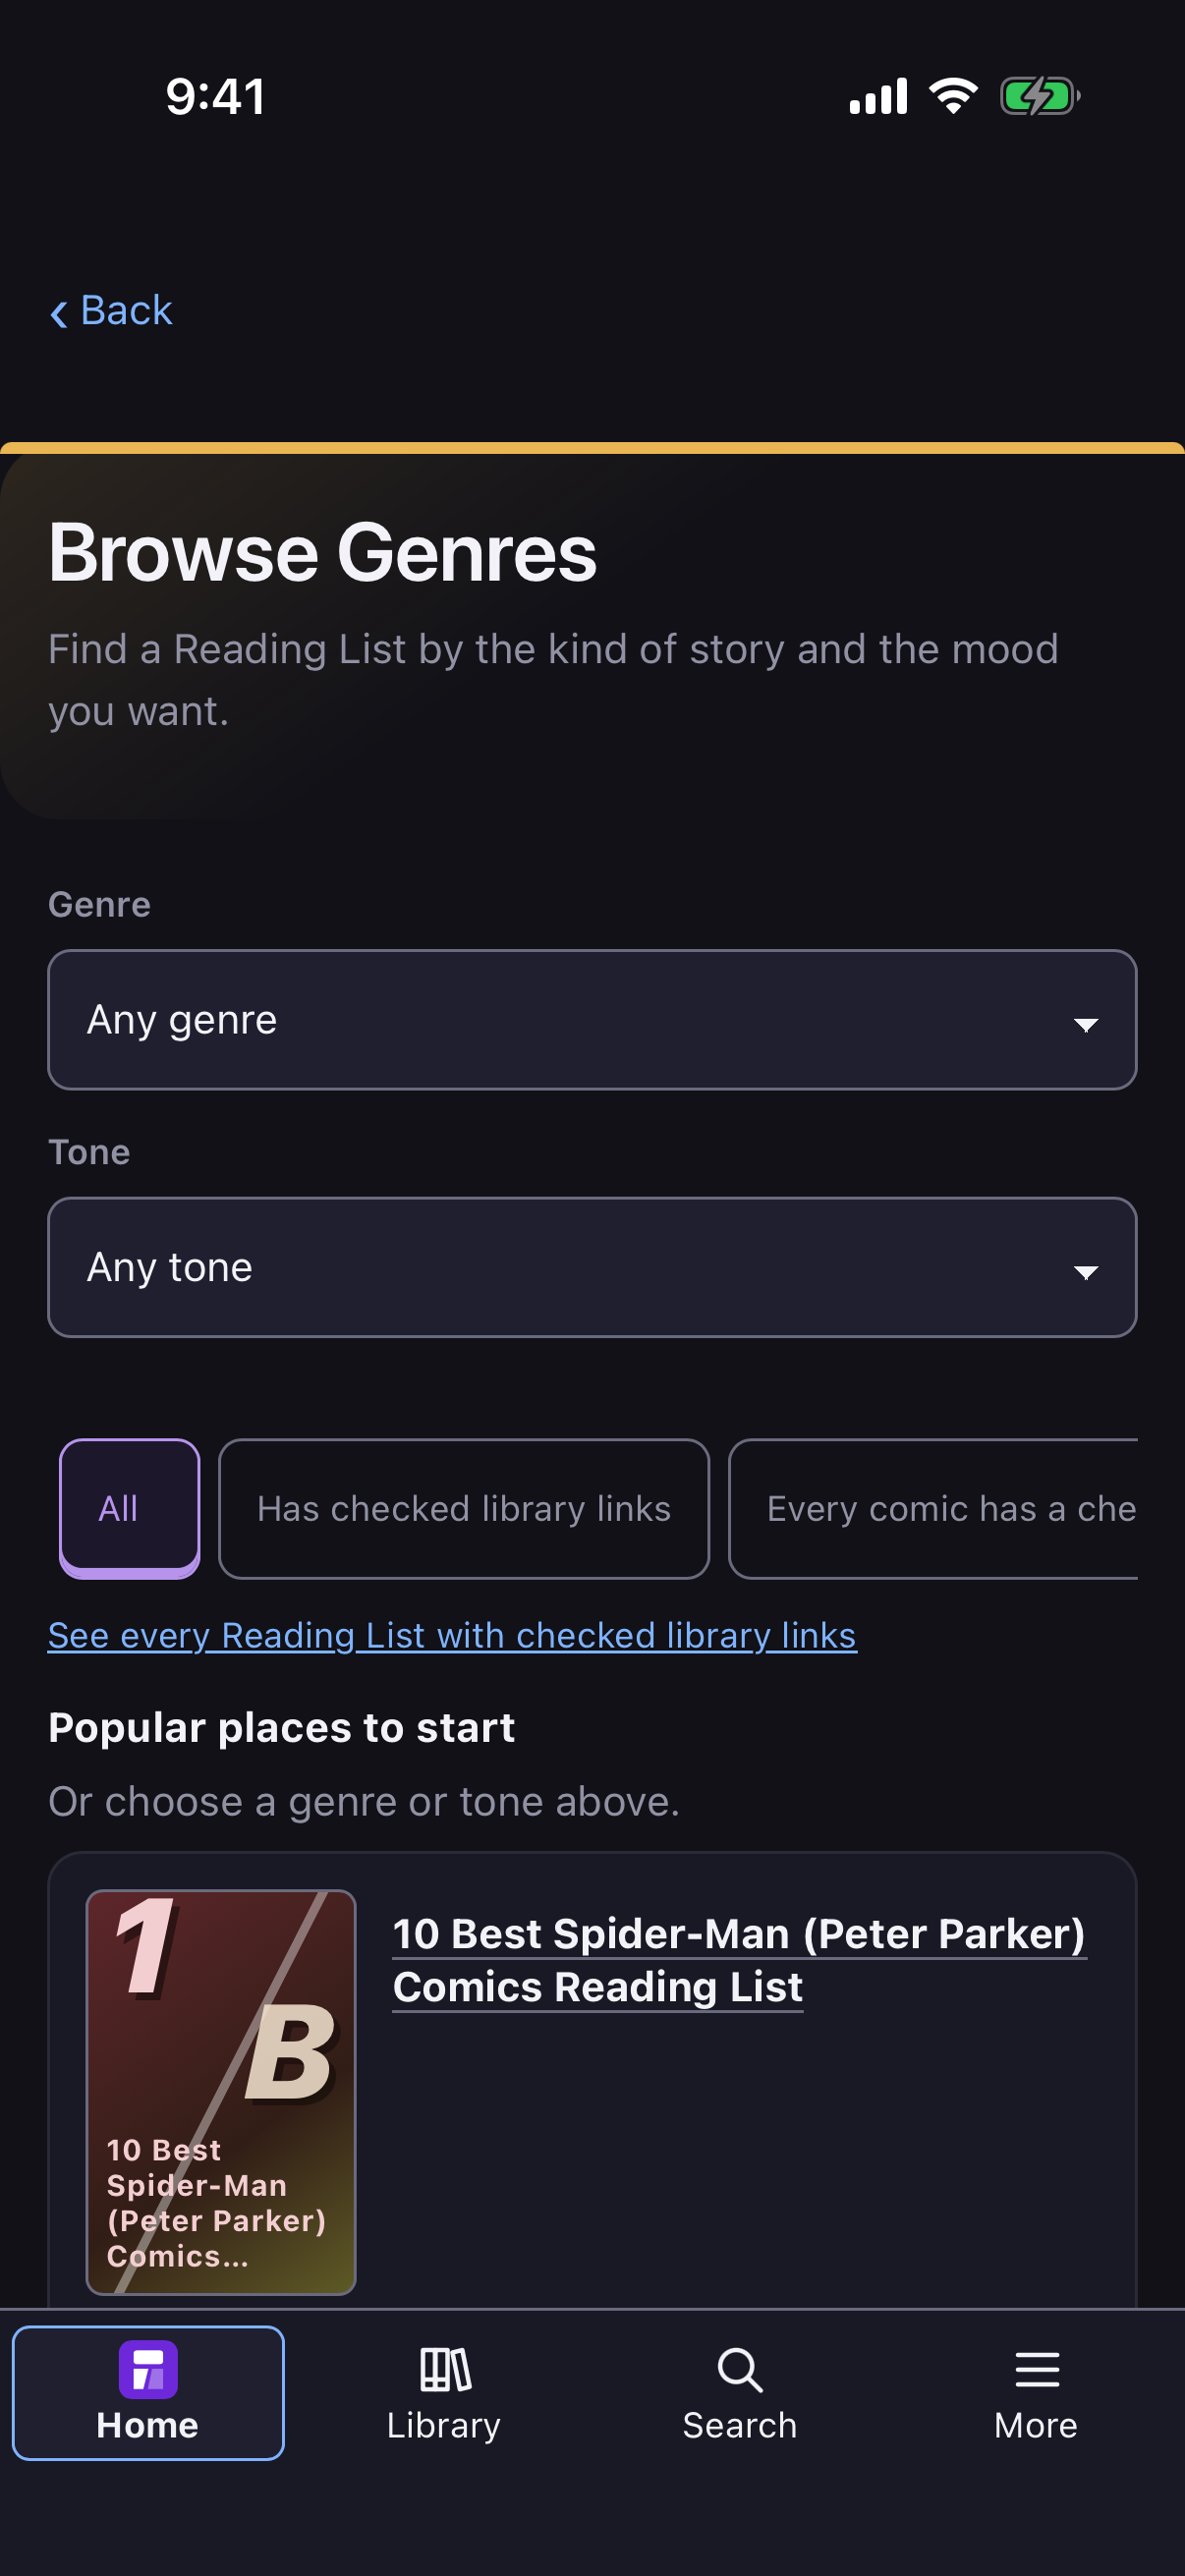 9:41
Back
Browse Genres
Find a Reading List by the kind of story and the mood
you want.
Genre
Any genre
Tone
Any tone
All
Has checked library links
Every comic has a che
See every Reading List with checked library links
Popular places to start
Or choose a genre or tone above.
1
B
10 Best
Spider-Man
(Peter Parker)
Comics...
10 Best Spider-Man (Peter Parker)
Comics Reading List
Home
Library
Search
More